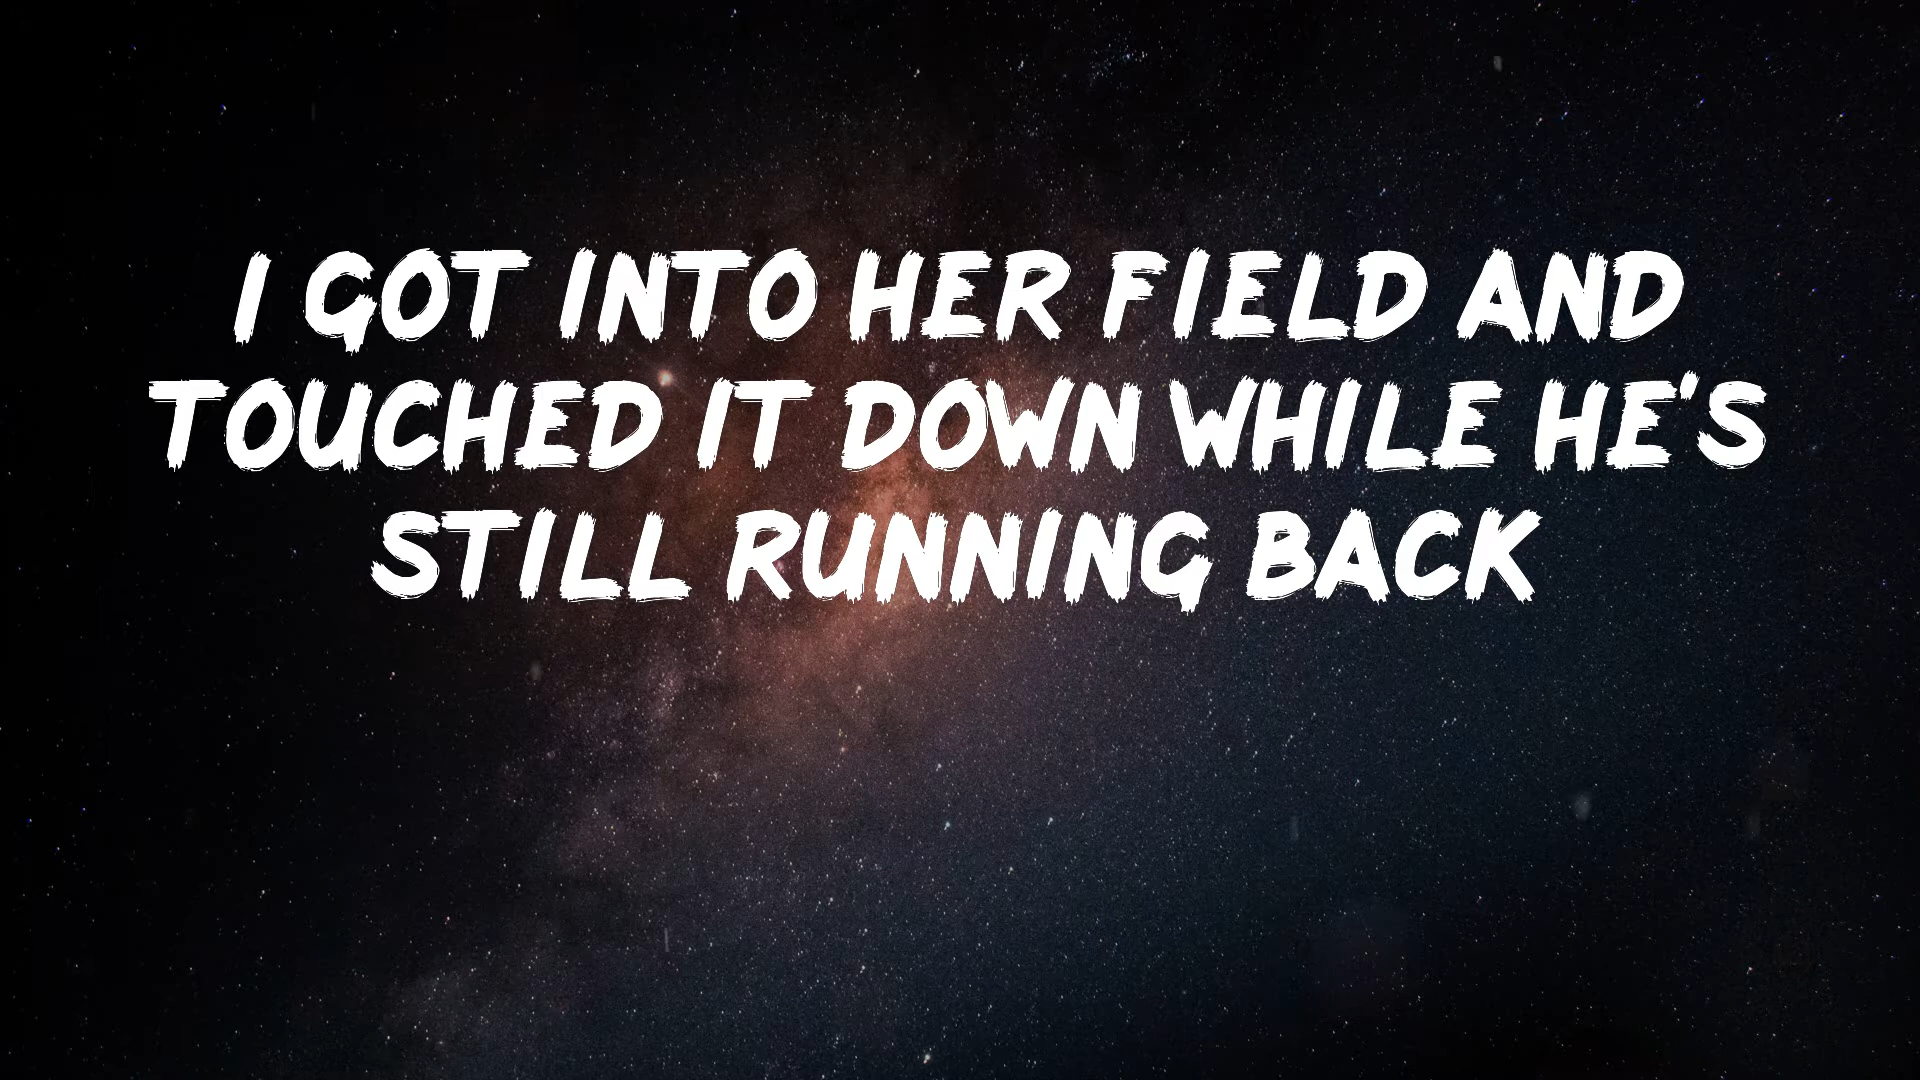 I GOT INTO HER FIELD AND
TOUCHED IT DOWN WHILE HE'S
STILL RUNNING BACK